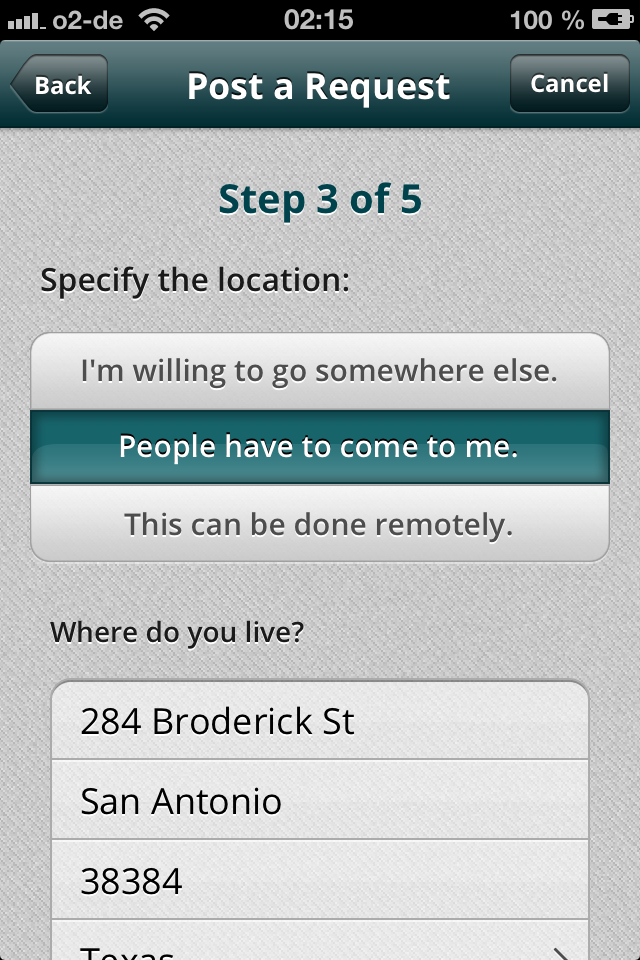 o2-de 02:15 100 %
Back Post a Request Cancel
Step 3 of 5
Specify the location:
I'm willing to go somewhere else.
People have to come to me.
This can be done remotely.
Where do you live?
284 Broderick St
San Antonio
38384
Texas